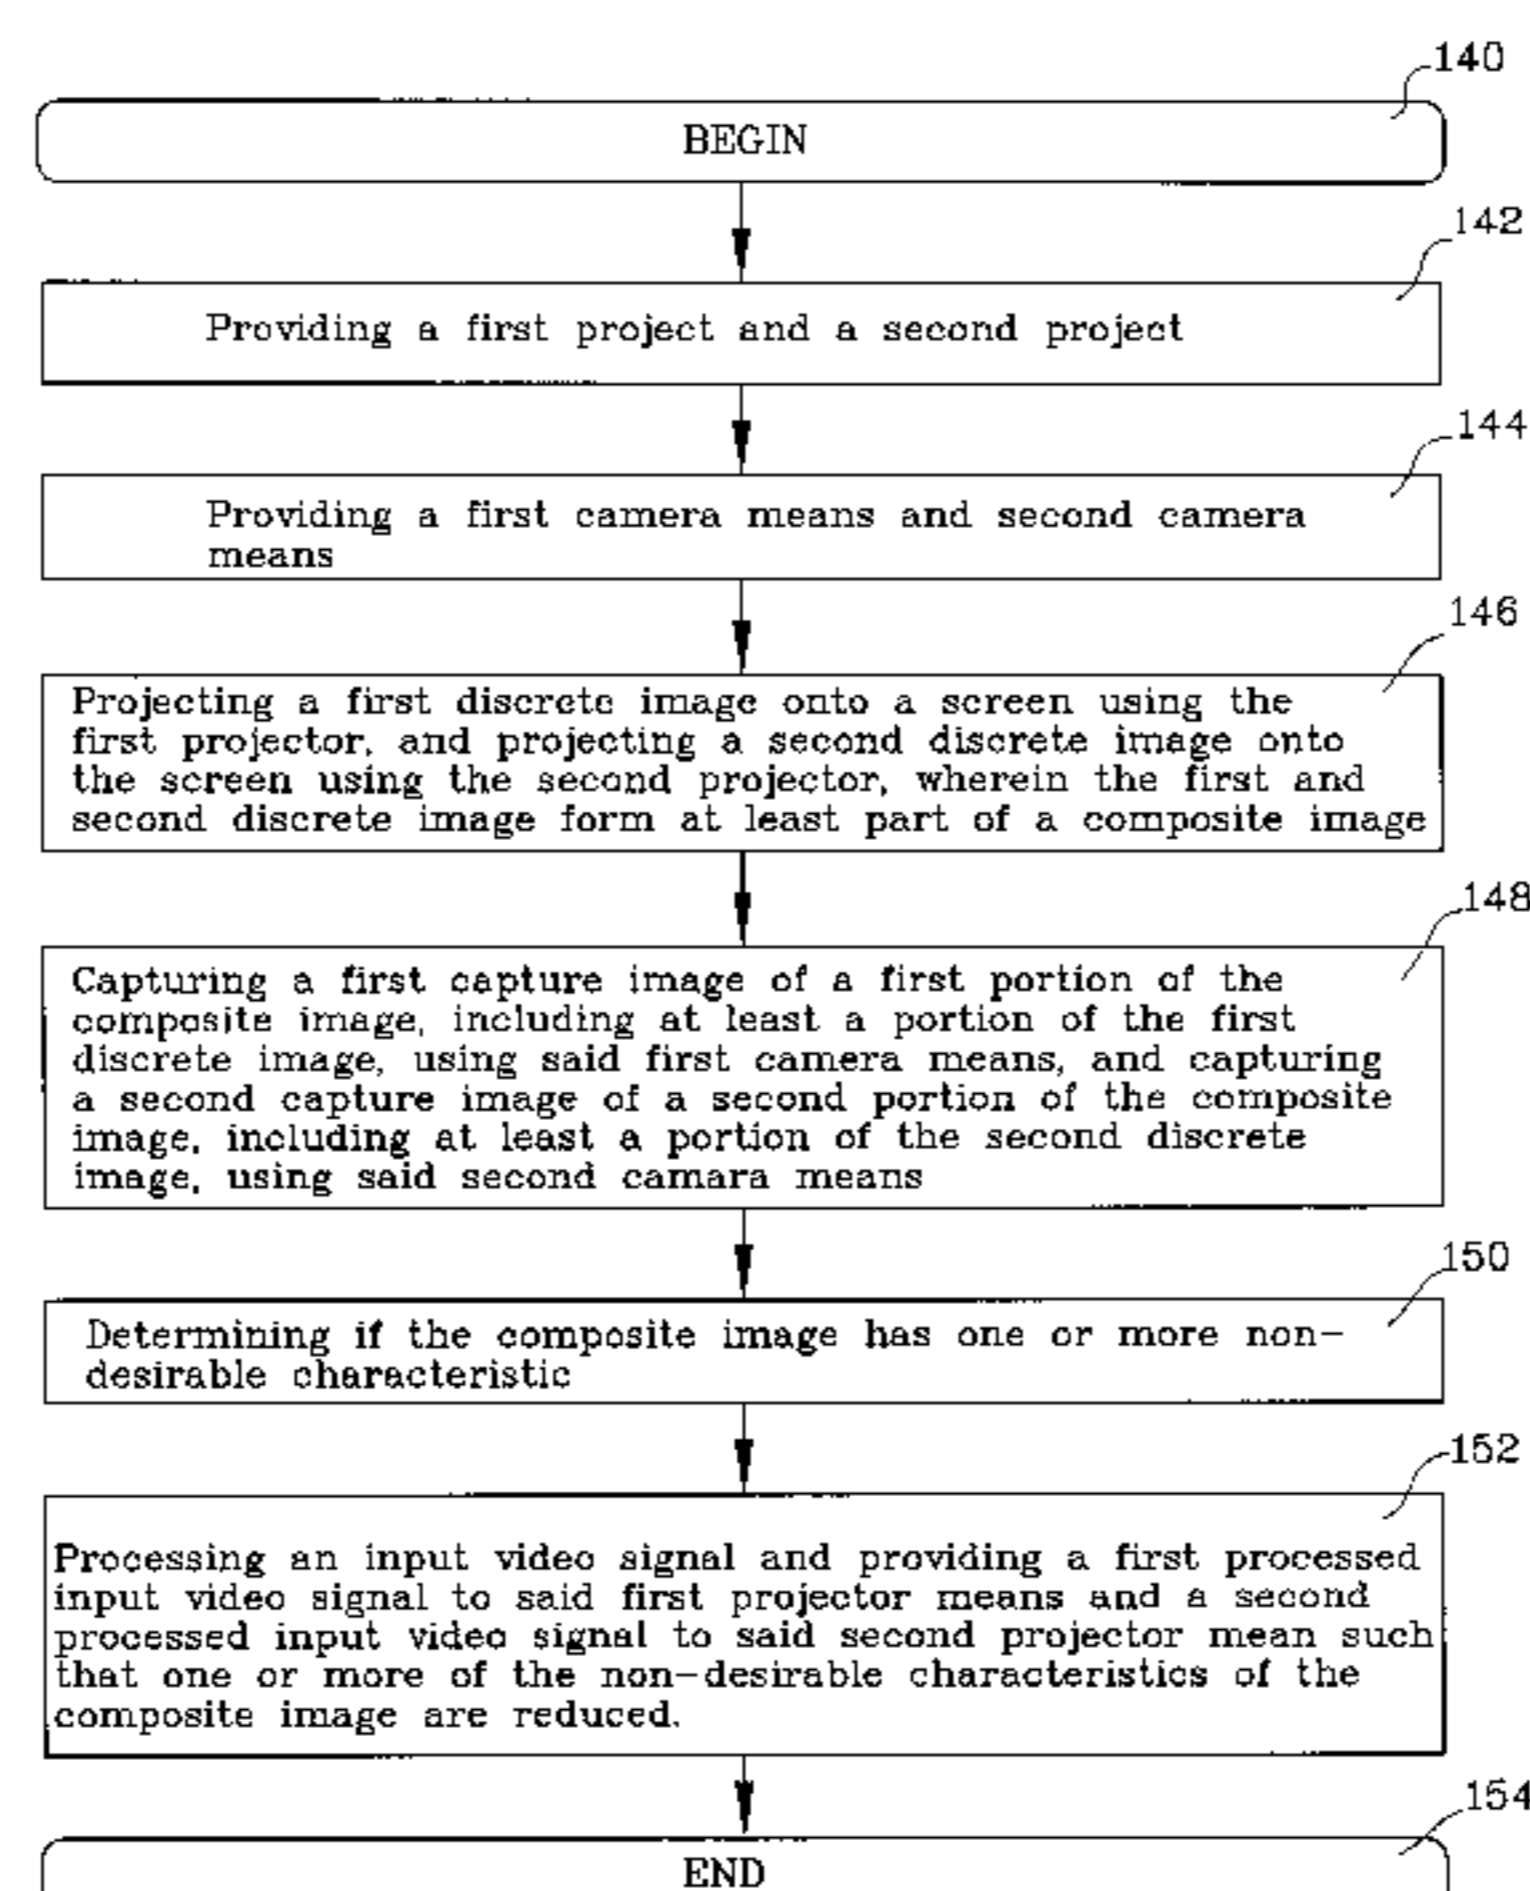 140
BEGIN
142
Providing a first project and a second project
144
Providing a first camera means and second camera
means
146
Projecting a first discrete image onto a screen using the
first projector, and projecting a second discrete image onto
the screen using the second projector, wherein the first and
second discrete image form at least part of a composite image
148
Capturing a first capture image of a first portion of the
composite image, including at least a portion of the first
discrete image, using said first camera means, and capturing
a second capture image of a second portion of the composite
image, including at least a portion of the second discrete
image, using said second camara means
150
Determining if the composite image has one or more non-
desirable characteristic
152
Processing an input video signal and providing a first processed
input video signal to said first projector means and a second
processed input video signal to said second projector mean such
that one or more of the non-desirable characteristics of the
composite image are reduced.
154
END